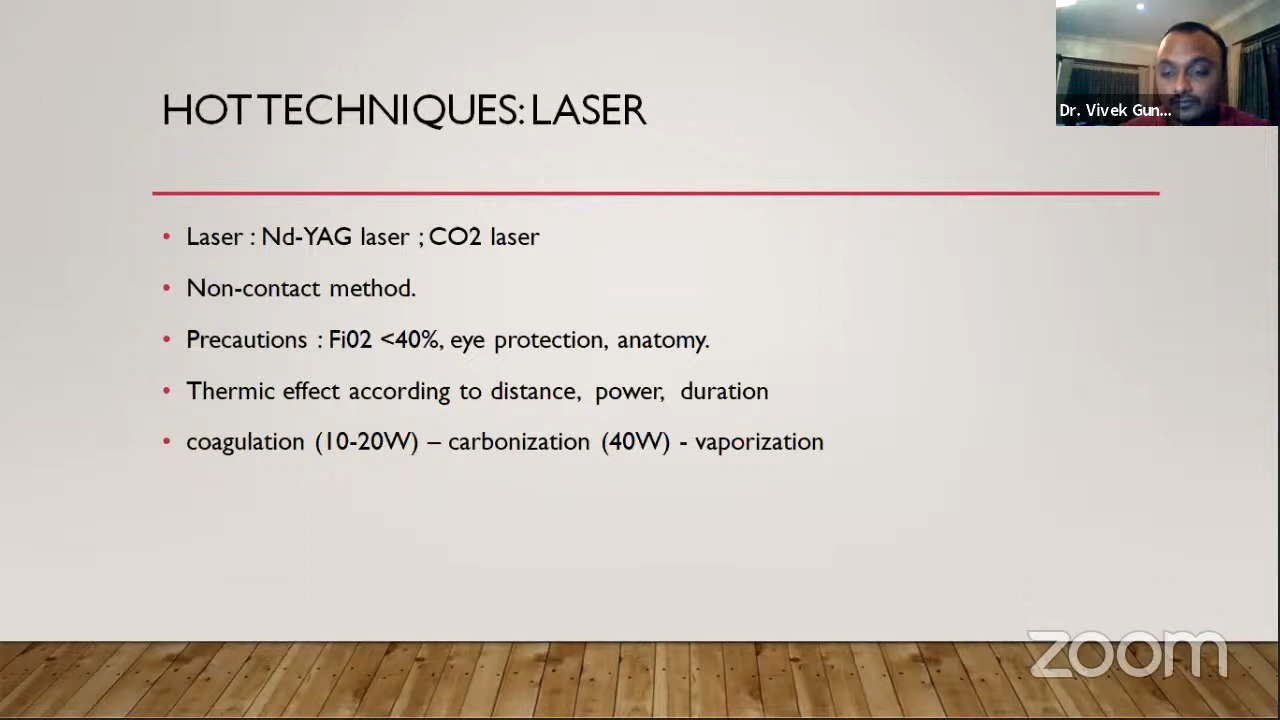 HOT TECHNIQUES: LASER
Dr. Vivek Gun...
• Laser : Nd-YAG laser ; CO2 laser
• Non-contact method.
• Precautions : Fi02 <40%, eye protection, anatomy.
• Thermic effect according to distance, power, duration
• coagulation (10-20W) – carbonization (40W) - vaporization
zoom